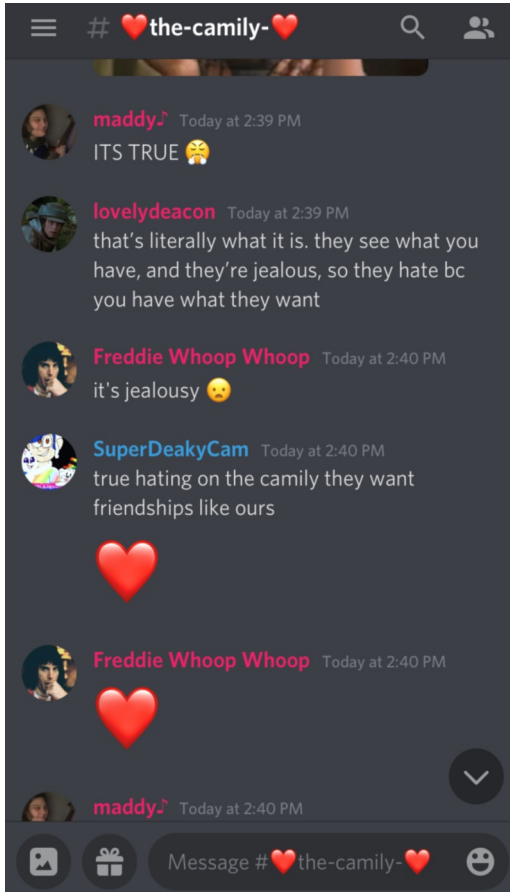 # ❤️the-camily-❤️
maddy♪ Today at 2:39 PM
ITS TRUE 😤
lovelydeacon Today at 2:39 PM
that’s literally what it is. they see what you
have, and they’re jealous, so they hate bc
you have what they want
Freddie Whoop Whoop Today at 2:40 PM
it's jealousy 😦
SuperDeakyCam Today at 2:40 PM
true hating on the camily they want
friendships like ours
❤️
Freddie Whoop Whoop Today at 2:40 PM
❤️
maddy♪ Today at 2:40 PM
Message #❤️the-camily-❤️